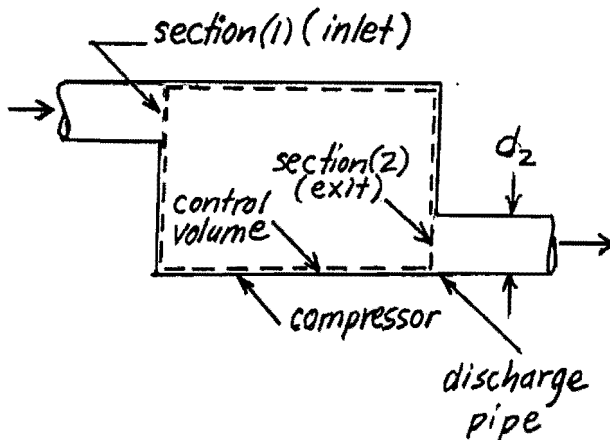 section(1) (inlet)
d2
section(2)
(exit)
control
volume
compressor
discharge
pipe